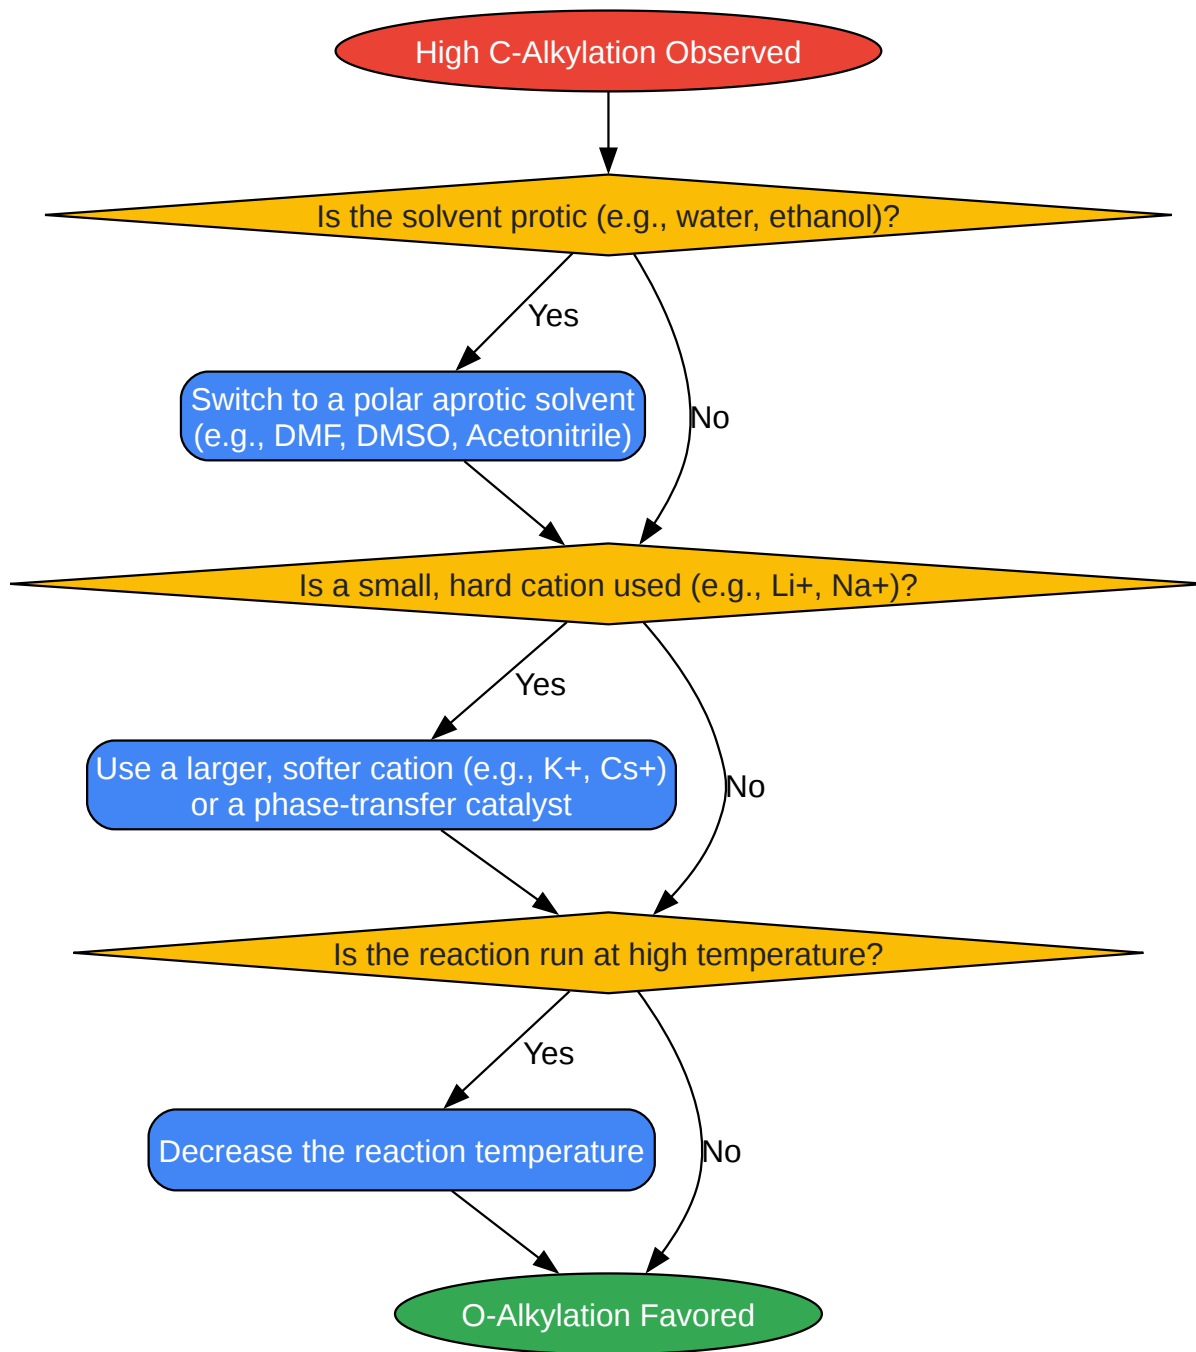 High C-Alkylation Observed
Is the solvent protic (e.g., water, ethanol)?
Yes
Switch to a polar aprotic solvent
(e.g., DMF, DMSO, Acetonitrile)
No
Is a small, hard cation used (e.g., Li+, Na+)?
Yes
Use a larger, softer cation (e.g., K+, Cs+)
or a phase-transfer catalyst
No
Is the reaction run at high temperature?
Yes
Decrease the reaction temperature
No
O-Alkylation Favored